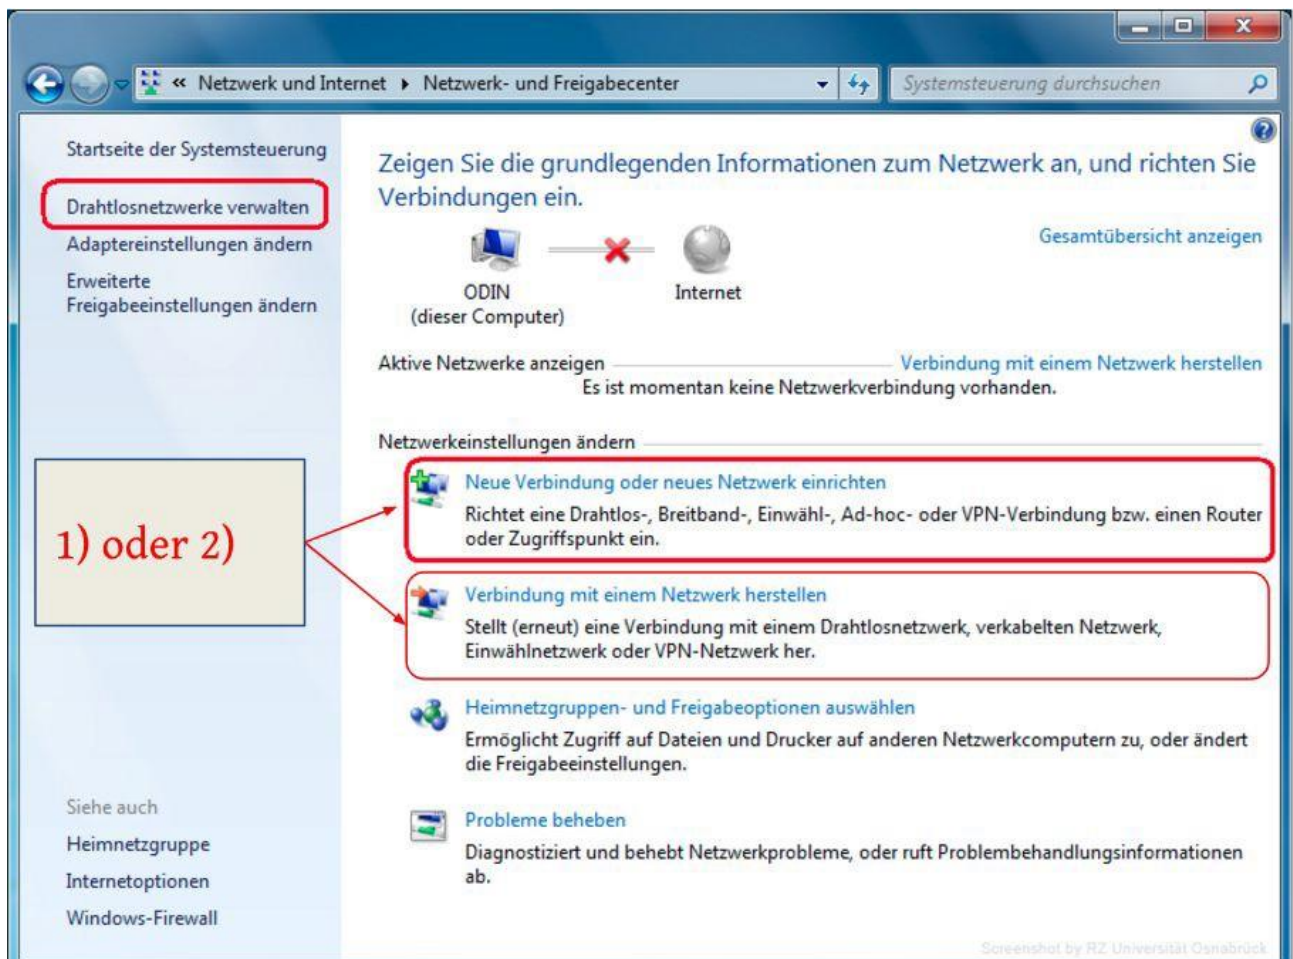 « Netzwerk und Internet ▸ Netzwerk- und Freigabecenter
Systemsteuerung durchsuchen
Startseite der Systemsteuerung
Drahtlosnetzwerke verwalten
Adaptereinstellungen ändern
Erweiterte
Freigabeeinstellungen ändern
1) oder 2)
Siehe auch
Heimnetzgruppe
Internetoptionen
Windows-Firewall
Zeigen Sie die grundlegenden Informationen zum Netzwerk an, und richten Sie
Verbindungen ein.
Gesamtübersicht anzeigen
ODIN
(dieser Computer)
Internet
Aktive Netzwerke anzeigen
Verbindung mit einem Netzwerk herstellen
Es ist momentan keine Netzwerkverbindung vorhanden.
Netzwerkeinstellungen ändern
Neue Verbindung oder neues Netzwerk einrichten
Richtet eine Drahtlos-, Breitband-, Einwähl-, Ad-hoc- oder VPN-Verbindung bzw. einen Router
oder Zugriffspunkt ein.
Verbindung mit einem Netzwerk herstellen
Stellt (erneut) eine Verbindung mit einem Drahtlosnetzwerk, verkabelten Netzwerk,
Einwählnetzwerk oder VPN-Netzwerk her.
Heimnetzgruppen- und Freigabeoptionen auswählen
Ermöglicht Zugriff auf Dateien und Drucker auf anderen Netzwerkcomputern zu, oder ändert
die Freigabeeinstellungen.
Probleme beheben
Diagnostiziert und behebt Netzwerkprobleme, oder ruft Problembehandlungsinformationen
ab.
Screenshot by RZ Universität Osnabrück